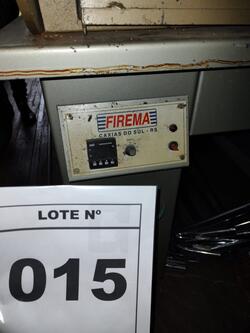 FIREMA
CAXIAS DO SUL - RS
LOTE Nº
015